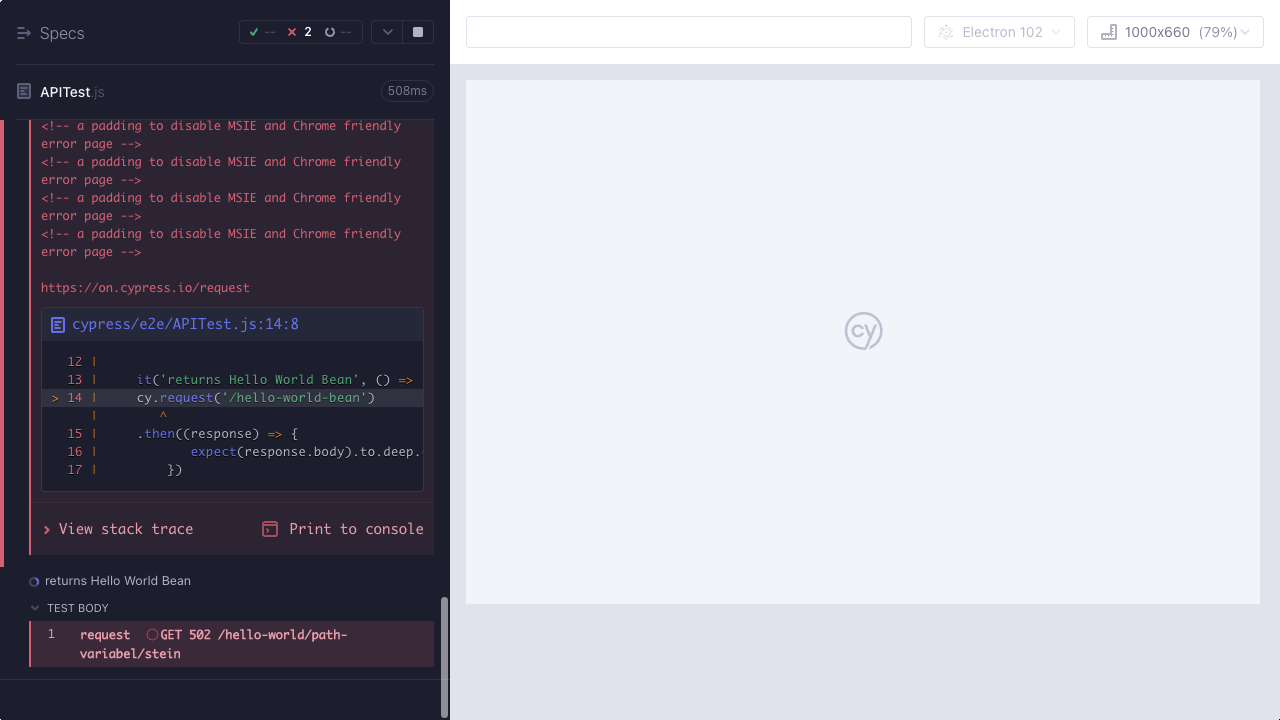 Specs
-- 2 --
Electron 102
1000x660 (79%)
APITest.js
508ms
<!-- a padding to disable MSIE and Chrome friendly
error page -->
<!-- a padding to disable MSIE and Chrome friendly
error page -->
<!-- a padding to disable MSIE and Chrome friendly
error page -->
<!-- a padding to disable MSIE and Chrome friendly
error page -->
https://on.cypress.io/request
cypress/e2e/APITest.js:14:8
12 |
13 | it('returns Hello World Bean', () =>
> 14 | cy.request('/hello-world-bean')
| ^
15 | .then((response) => {
16 | expect(response.body).to.deep.
17 | })
View stack trace
Print to console
returns Hello World Bean
TEST BODY
1 request GET 502 /hello-world/path-
variabel/stein
cy